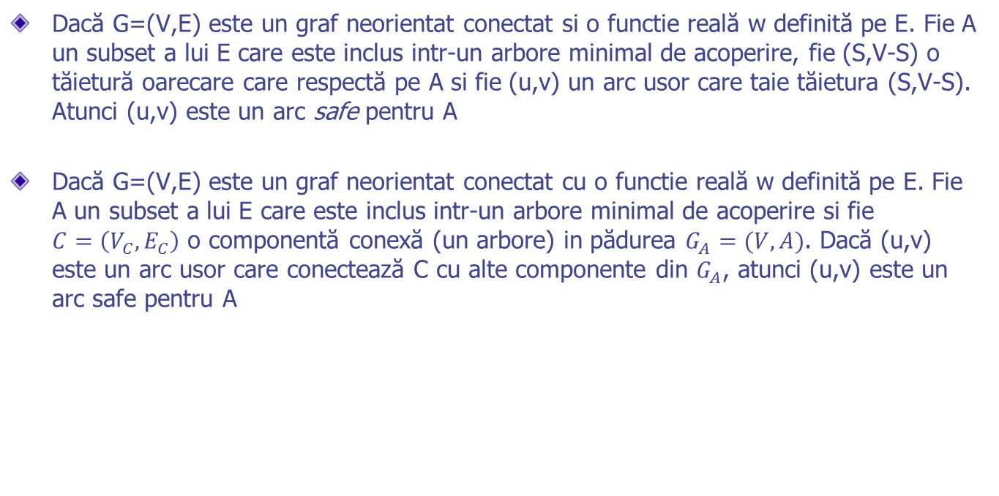 Dacă G=(V,E) este un graf neorientat conectat si o functie reală w definită pe E. Fie A
un subset a lui E care este inclus intr-un arbore minimal de acoperire, fie (S,V-S) o
tăietură oarecare care respectă pe A si fie (u,v) un arc usor care taie tăietura (S,V-S).
Atunci (u,v) este un arc safe pentru A
Dacă G=(V,E) este un graf neorientat conectat cu o functie reală w definită pe E. Fie
A un subset a lui E care este inclus intr-un arbore minimal de acoperire si fie
𝐶 = (𝑉_𝐶, 𝐸_𝐶) o componentă conexă (un arbore) in pădurea 𝐺_𝐴 = (𝑉, 𝐴). Dacă (u,v)
este un arc usor care conectează C cu alte componente din 𝐺_𝐴, atunci (u,v) este un
arc safe pentru A